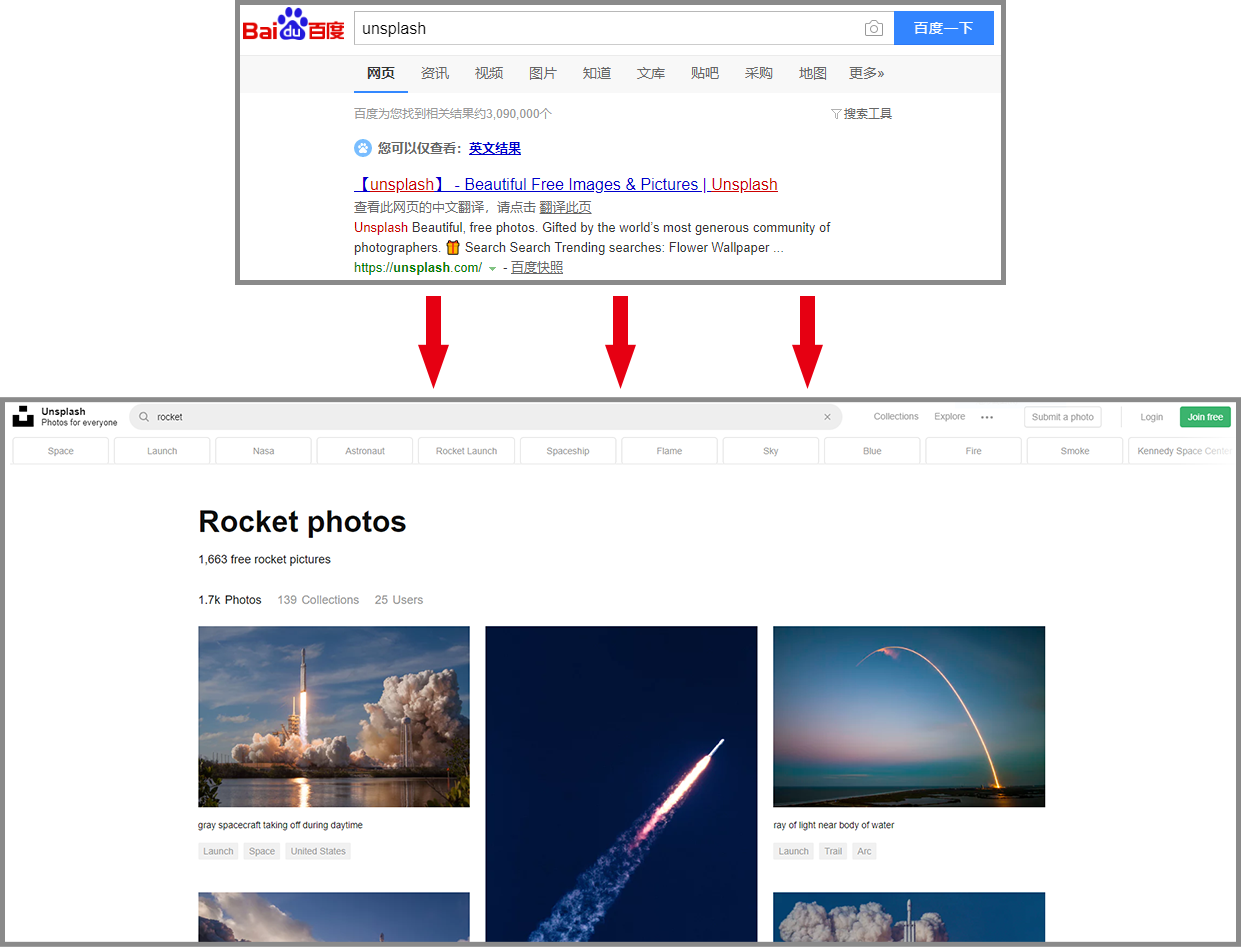 Bai du 百度
unsplash
百度一下
网页 资讯 视频 图片 知道 文库 贴吧 采购 地图 更多»
百度为您找到相关结果约3,090,000个
搜索工具
您可以仅查看：英文结果
【unsplash】 - Beautiful Free Images & Pictures | Unsplash
查看此网页的中文翻译，请点击 翻译此页
Unsplash Beautiful, free photos. Gifted by the world's most generous community of
photographers. 🎁 Search Search Trending searches: Flower Wallpaper ...
https://unsplash.com/ - 百度快照
Unsplash
Photos for everyone
rocket
Collections Explore ••• Submit a photo Login Join free
Space Launch Nasa Astronaut Rocket Launch Spaceship Flame Sky Blue Fire Smoke Kennedy Space Center
Rocket photos
1,663 free rocket pictures
1.7k Photos 139 Collections 25 Users
gray spacecraft taking off during daytime
Launch Space United States
ray of light near body of water
Launch Trail Arc